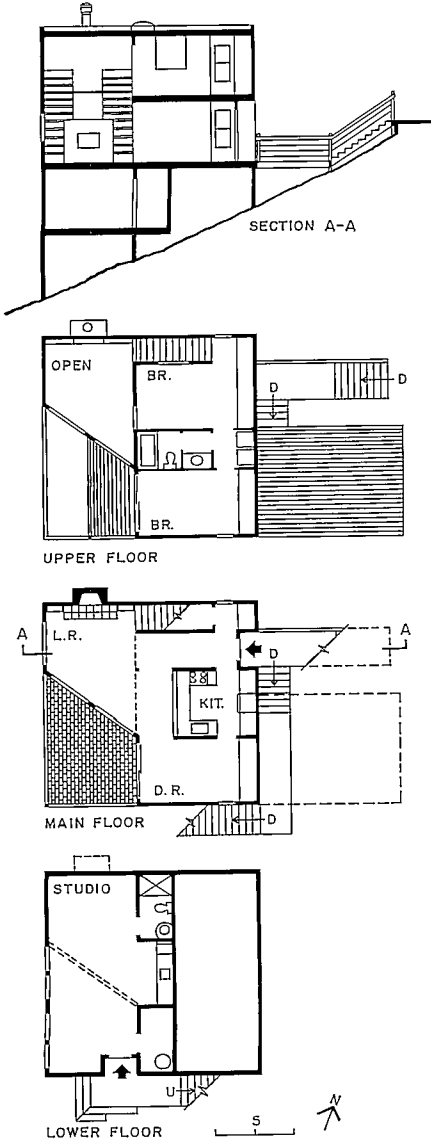 SECTION A-A
OPEN
BR.
D
D
BR.
UPPER FLOOR
A
L.R.
A
D
KIT.
D.R.
D
MAIN FLOOR
STUDIO
U
LOWER FLOOR
5
N